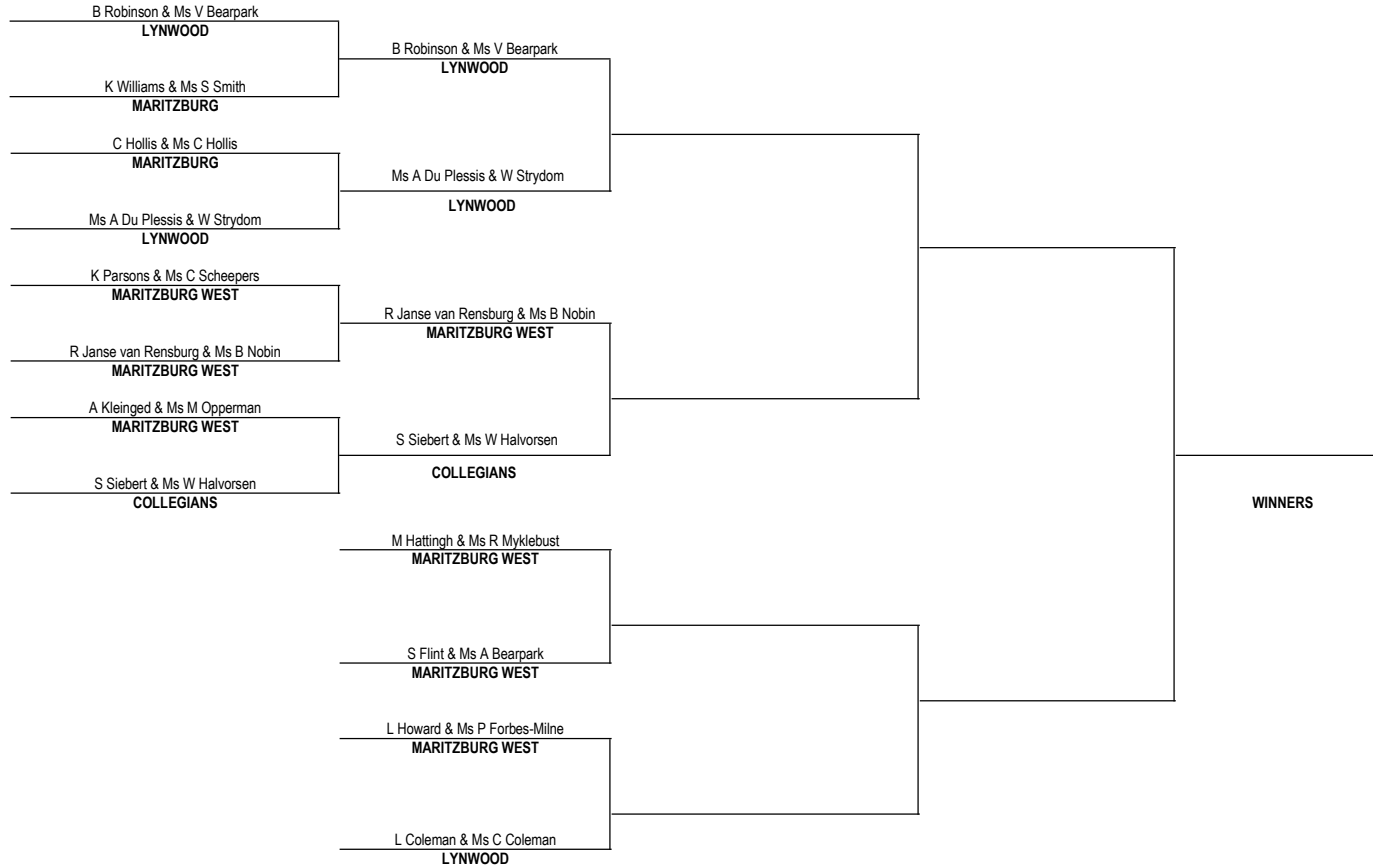 B Robinson & Ms V Bearpark
LYNWOOD
K Williams & Ms S Smith
MARITZBURG
C Hollis & Ms C Hollis
MARITZBURG
Ms A Du Plessis & W Strydom
LYNWOOD
K Parsons & Ms C Scheepers
MARITZBURG WEST
R Janse van Rensburg & Ms B Nobin
MARITZBURG WEST
A Kleinged & Ms M Opperman
MARITZBURG WEST
S Siebert & Ms W Halvorsen
COLLEGIANS
B Robinson & Ms V Bearpark
LYNWOOD
Ms A Du Plessis & W Strydom
LYNWOOD
R Janse van Rensburg & Ms B Nobin
MARITZBURG WEST
S Siebert & Ms W Halvorsen
COLLEGIANS
M Hattingh & Ms R Myklebust
MARITZBURG WEST
S Flint & Ms A Bearpark
MARITZBURG WEST
L Howard & Ms P Forbes-Milne
MARITZBURG WEST
L Coleman & Ms C Coleman
LYNWOOD
WINNERS